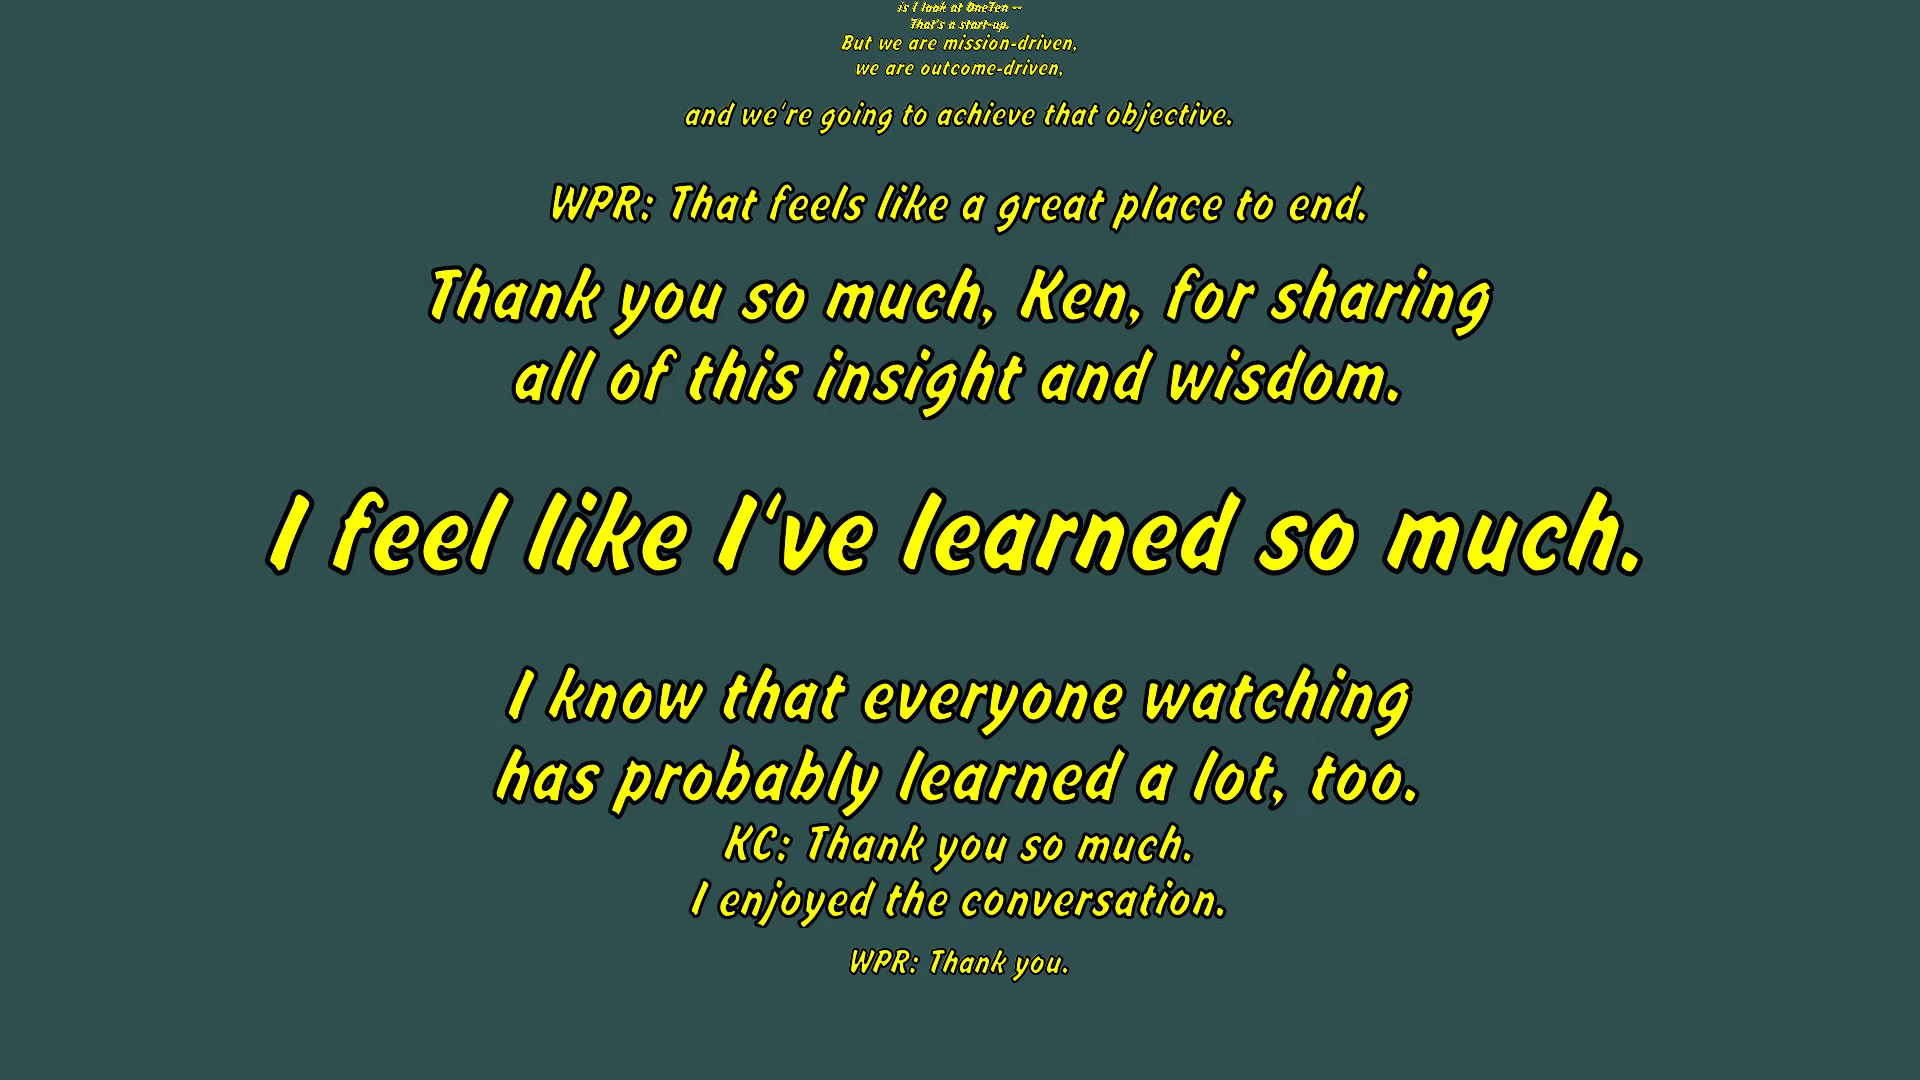 is I look at OneTen --
That's a start-up.
But we are mission-driven,
we are outcome-driven,
and we're going to achieve that objective.
WPR: That feels like a great place to end.
Thank you so much, Ken, for sharing
all of this insight and wisdom.
I feel like I've learned so much.
I know that everyone watching
has probably learned a lot, too.
KC: Thank you so much.
I enjoyed the conversation.
WPR: Thank you.